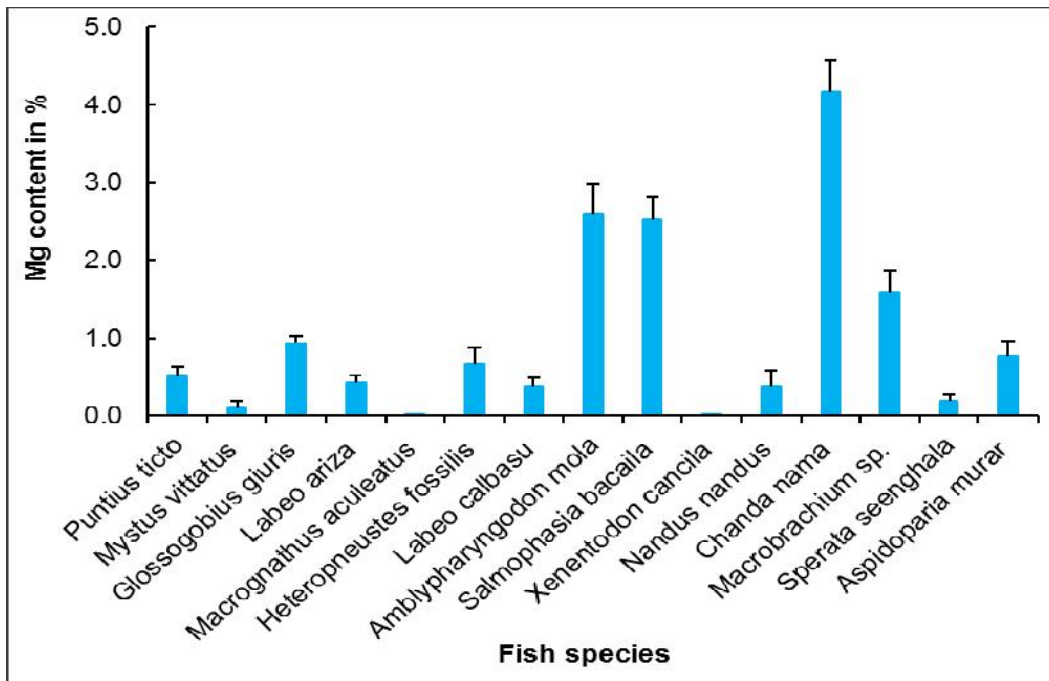 5.0
4.0
3.0
2.0
1.0
0.0
Mg content in %
Puntius ticto
Mystus vittatus
Glossogobius giuris
Labeo ariza
Macrognathus aculeatus
Heteropneustes fossilis
Labeo calbasu
Amblypharyngodon mola
Salmophasia bacaila
Xenentodon cancila
Nandus nandus
Chanda nama
Macrobrachium sp.
Sperata seenghala
Aspidoparia murar
Fish species